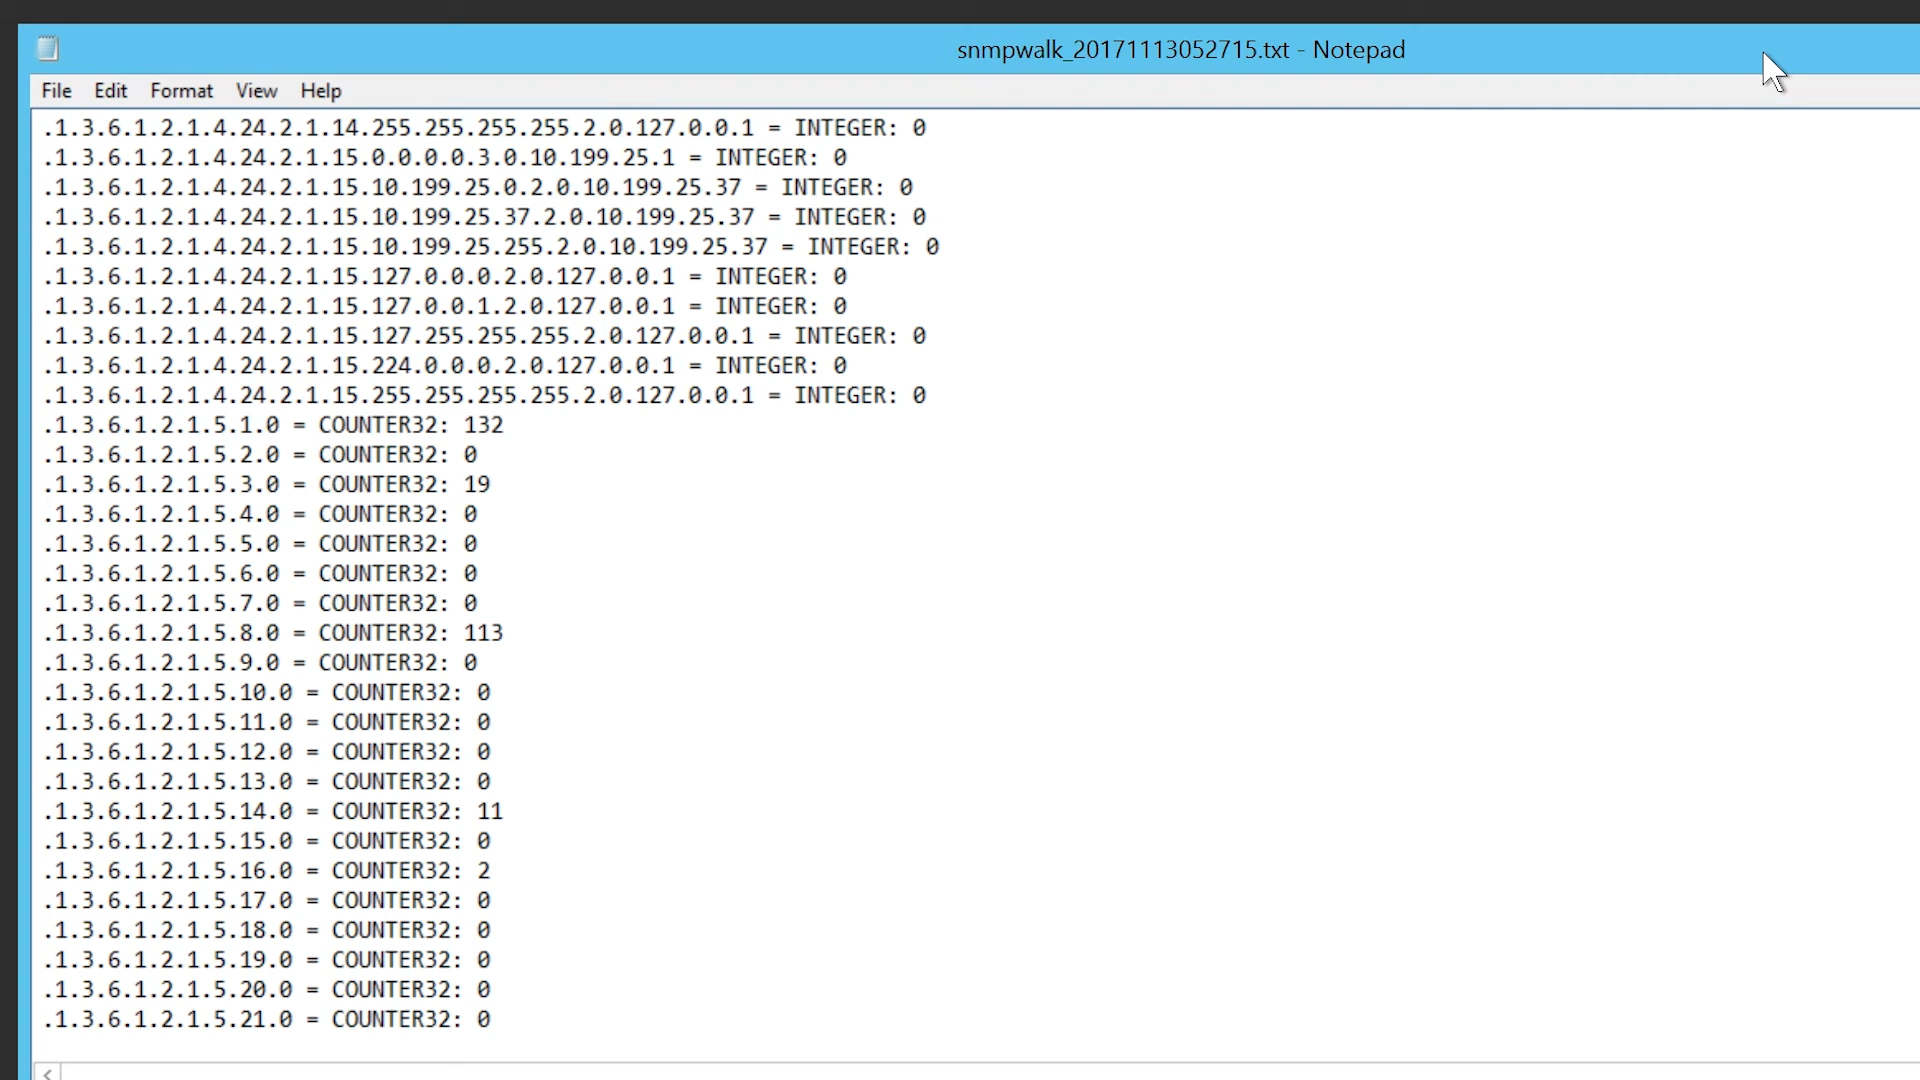 snmpwalk_20171113052715.txt - Notepad
File Edit Format View Help
.1.3.6.1.2.1.4.24.2.1.14.255.255.255.255.2.0.127.0.0.1 = INTEGER: 0
.1.3.6.1.2.1.4.24.2.1.15.0.0.0.0.3.0.10.199.25.1 = INTEGER: 0
.1.3.6.1.2.1.4.24.2.1.15.10.199.25.0.2.0.10.199.25.37 = INTEGER: 0
.1.3.6.1.2.1.4.24.2.1.15.10.199.25.37.2.0.10.199.25.37 = INTEGER: 0
.1.3.6.1.2.1.4.24.2.1.15.10.199.25.255.2.0.10.199.25.37 = INTEGER: 0
.1.3.6.1.2.1.4.24.2.1.15.127.0.0.0.2.0.127.0.0.1 = INTEGER: 0
.1.3.6.1.2.1.4.24.2.1.15.127.0.0.1.2.0.127.0.0.1 = INTEGER: 0
.1.3.6.1.2.1.4.24.2.1.15.127.255.255.255.2.0.127.0.0.1 = INTEGER: 0
.1.3.6.1.2.1.4.24.2.1.15.224.0.0.0.2.0.127.0.0.1 = INTEGER: 0
.1.3.6.1.2.1.4.24.2.1.15.255.255.255.255.2.0.127.0.0.1 = INTEGER: 0
.1.3.6.1.2.1.5.1.0 = COUNTER32: 132
.1.3.6.1.2.1.5.2.0 = COUNTER32: 0
.1.3.6.1.2.1.5.3.0 = COUNTER32: 19
.1.3.6.1.2.1.5.4.0 = COUNTER32: 0
.1.3.6.1.2.1.5.5.0 = COUNTER32: 0
.1.3.6.1.2.1.5.6.0 = COUNTER32: 0
.1.3.6.1.2.1.5.7.0 = COUNTER32: 0
.1.3.6.1.2.1.5.8.0 = COUNTER32: 113
.1.3.6.1.2.1.5.9.0 = COUNTER32: 0
.1.3.6.1.2.1.5.10.0 = COUNTER32: 0
.1.3.6.1.2.1.5.11.0 = COUNTER32: 0
.1.3.6.1.2.1.5.12.0 = COUNTER32: 0
.1.3.6.1.2.1.5.13.0 = COUNTER32: 0
.1.3.6.1.2.1.5.14.0 = COUNTER32: 11
.1.3.6.1.2.1.5.15.0 = COUNTER32: 0
.1.3.6.1.2.1.5.16.0 = COUNTER32: 2
.1.3.6.1.2.1.5.17.0 = COUNTER32: 0
.1.3.6.1.2.1.5.18.0 = COUNTER32: 0
.1.3.6.1.2.1.5.19.0 = COUNTER32: 0
.1.3.6.1.2.1.5.20.0 = COUNTER32: 0
.1.3.6.1.2.1.5.21.0 = COUNTER32: 0